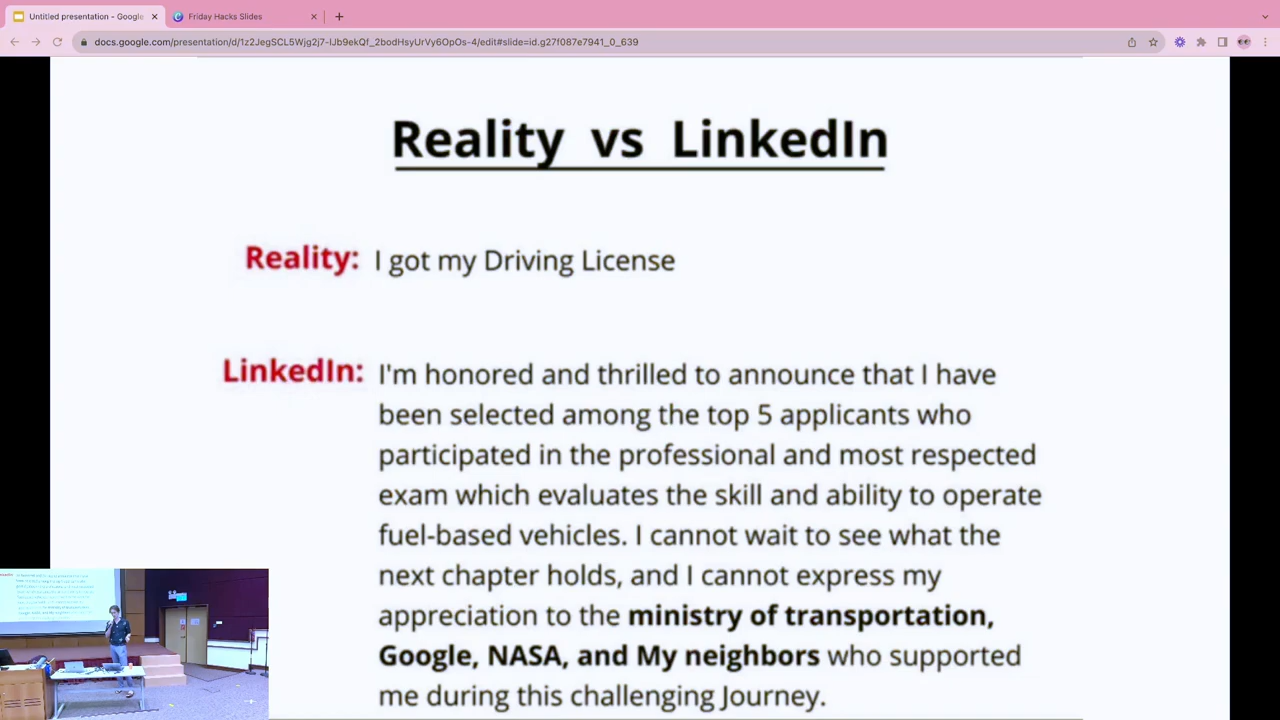 Untitled presentation - Google
Friday Hacks Slides
docs.google.com/presentation/d/1z2JegSCL5Wjg2j7-IJb9ekQf_2bodHsyUrVy6OpOs-4/edit#slide=id.g27f087e7941_0_639
Reality vs LinkedIn
Reality: I got my Driving License
LinkedIn: I'm honored and thrilled to announce that I have
been selected among the top 5 applicants who
participated in the professional and most respected
exam which evaluates the skill and ability to operate
fuel-based vehicles. I cannot wait to see what the
next chapter holds, and I cannot express my
appreciation to the ministry of transportation,
Google, NASA, and My neighbors who supported
me during this challenging Journey.